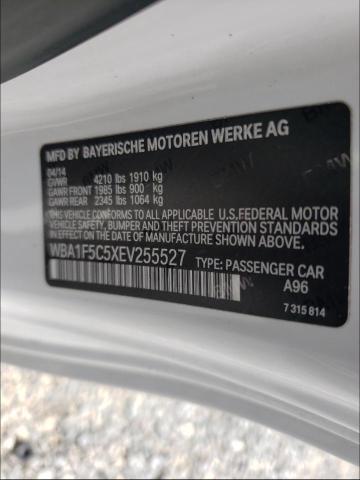 MFD BY BAYERISCHE MOTOREN WERKE AG
04/14
GVWR 4210 lbs 1910 kg
GAWR FRONT 1985 lbs 900 kg
GAWR REAR 2345 lbs 1064 kg
THIS VEHICLE CONFORMS TO ALL APPLICABLE U.S.FEDERAL MOTOR
VEHICLE SAFETY, BUMPER AND THEFT PREVENTION STANDARDS IN
EFFECT ON THE DATE OF MANUFACTURE SHOWN ABOVE.
WBA1F5C5XEV255527 TYPE: PASSENGER CAR
A96
7 315 814